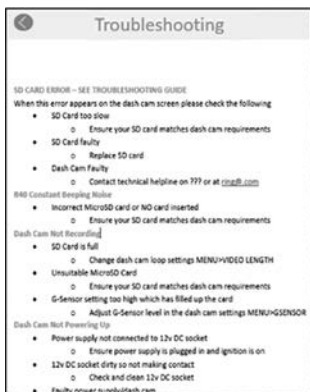 Troubleshooting
SD CARD ERROR – SEE TROUBLESHOOTING GUIDE
When this error appears on the dash cam screen please check the following
• SD Card too slow
o Ensure your SD card matches dash cam requirements
• SD Card faulty
o Replace SD card
• Dash Cam Faulty
o Contact technical helpline on ??? or at
R40 Constant Beeping Noise
• Incorrect MicroSD card or NO card inserted
o Ensure your SD card matches dash cam requirements
Dash Cam Not Recording
• SD Card is full
o Change dash cam loop settings MENU>VIDEO LENGTH
• Unsuitable MicroSD Card
o Ensure your SD card matches dash cam requirements
• G-Sensor setting too high which has filled up the card
o Adjust G-Sensor level in the dash cam settings MENU>GSENSOR
Dash Cam Not Powering Up
• Power supply not connected to 12v DC socket
o Ensure power supply is plugged in and ignition is on
• 12v DC socket dirty so not making contact
o Check and clean 12v DC socket
• Faulty power supply/dash cam